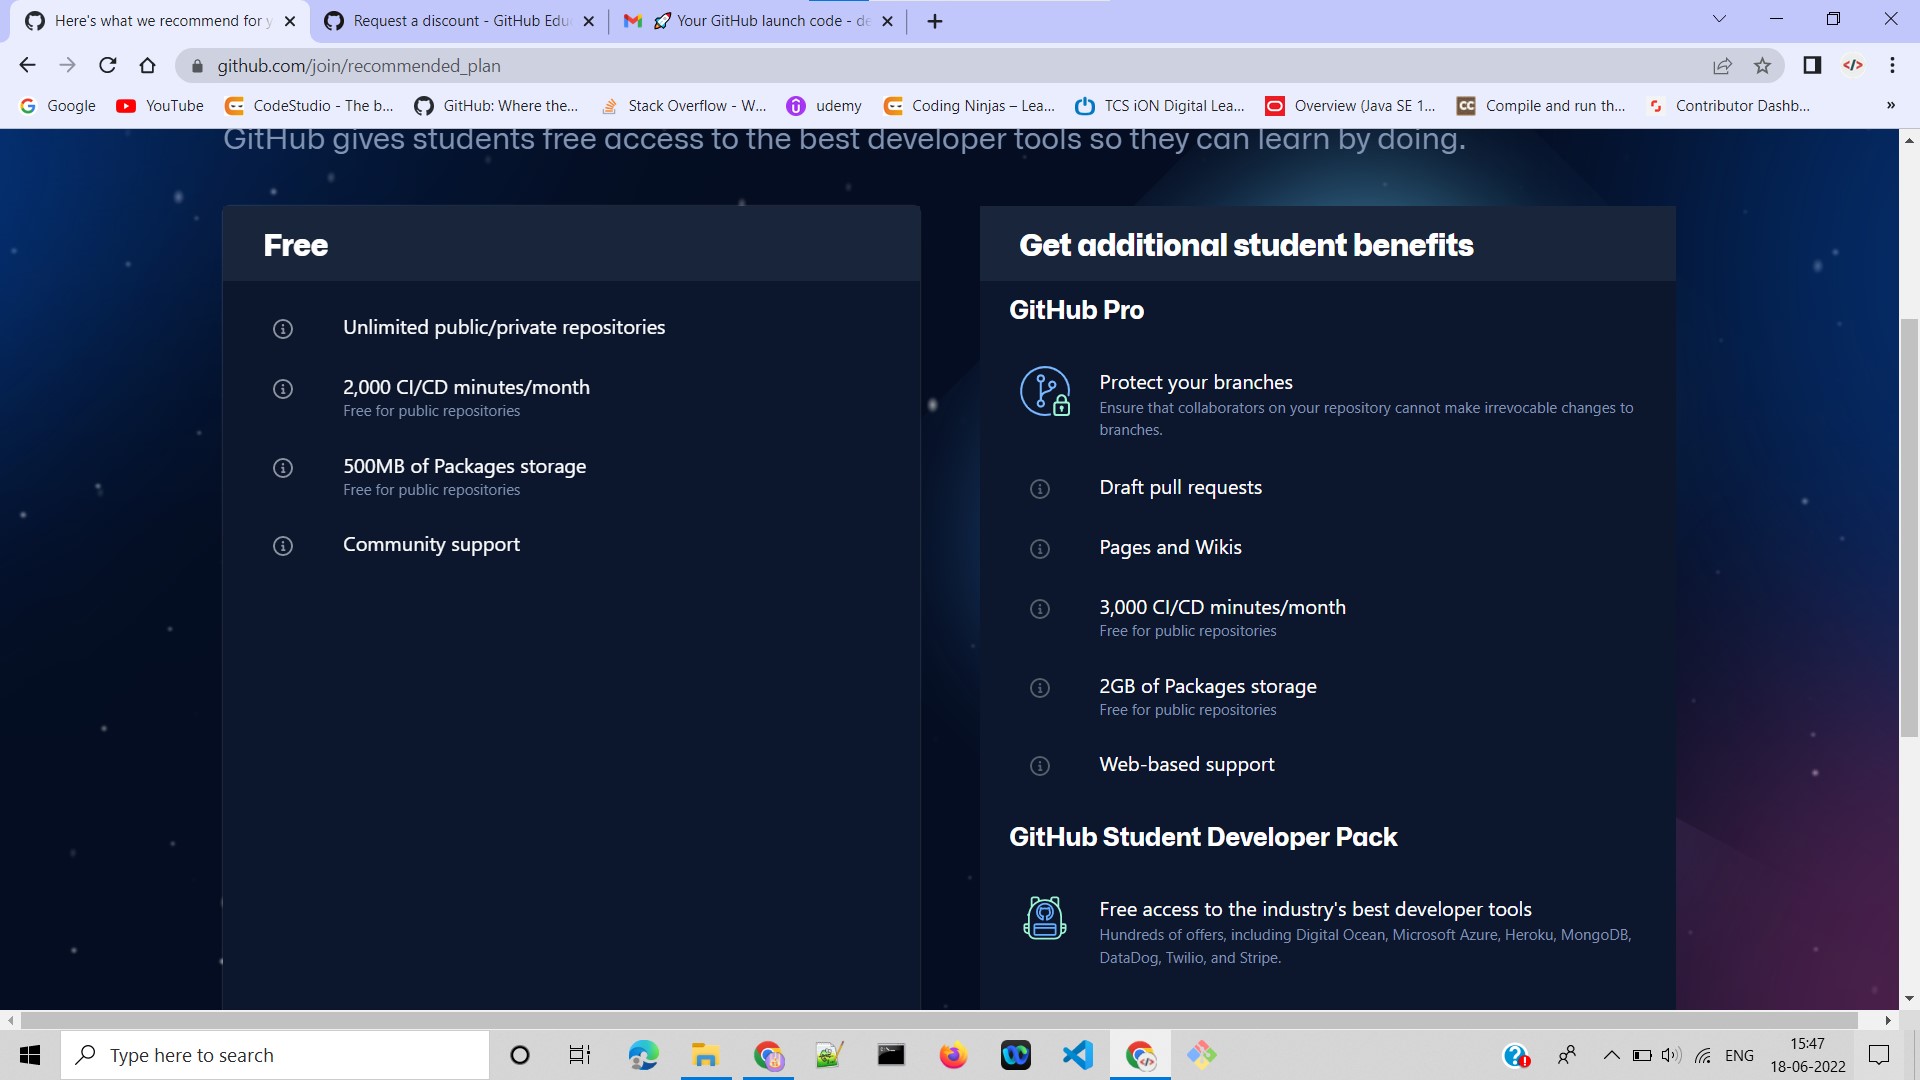 Here's what we recommend for y
Request a discount - GitHub Edu
🚀 Your GitHub launch code - de
github.com/join/recommended_plan
Google
YouTube
CodeStudio - The b...
GitHub: Where the...
Stack Overflow - W...
udemy
Coding Ninjas – Lea...
TCS iON Digital Lea...
Overview (Java SE 1...
Compile and run th...
Contributor Dashb...
»
GitHub gives students free access to the best developer tools so they can learn by doing.
Free
Unlimited public/private repositories
2,000 CI/CD minutes/month
Free for public repositories
500MB of Packages storage
Free for public repositories
Community support
Get additional student benefits
GitHub Pro
Protect your branches
Ensure that collaborators on your repository cannot make irrevocable changes to
branches.
Draft pull requests
Pages and Wikis
3,000 CI/CD minutes/month
Free for public repositories
2GB of Packages storage
Free for public repositories
Web-based support
GitHub Student Developer Pack
Free access to the industry's best developer tools
Hundreds of offers, including Digital Ocean, Microsoft Azure, Heroku, MongoDB,
DataDog, Twilio, and Stripe.
Type here to search
ENG
15:47
18-06-2022